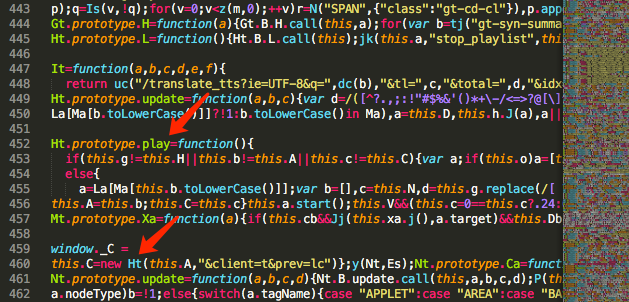 443 p);q=Is(v,!q);for(v=0;v<z(m,0);++v)r=N("SPAN",{"class":"gt-cd-cl"}),p.app
444 Gt.prototype.H=function(a){Gt.B.H.call(this,a);for(var b=tj("gt-syn-summa
445 Ht.prototype.L=function(){Ht.B.L.call(this);jk(this.a,"stop_playlist",this
446
447 It=function(a,b,c,d,e,f){
448 return uc("/translate_tts?ie=UTF-8&q=",dc(b),"&tl=",c,"&total=",d,"&idx
449 Ht.prototype.update=function(a,b,c){var d=/([^?.,;:!"#$%&'()*+\-/<=>?@[\]
450 La[Ma[b.toLowerCase()]]?!1:b.toLowerCase()in Ma),a=this.D,this.h.J(a),a||
451
452 Ht.prototype.play=function(){
453 if(this.g!=this.H||this.b!=this.A||this.c!=this.C){var a;if(this.o)a=[t
454 else{
455 a=La[Ma[this.b.toLowerCase()]];var b=[],c=this.N,d=this.g.replace(/[
456 this.A=this.b;this.C=this.c}this.a.start();this.V&&(this.c=0==this.c?.24:
457 Mt.prototype.Xa=function(a){if(this.cb&&Jj(this.xa.j(),a.target)&&this.Db
458
459 window._C =
460 this.C=new Ht(this.A,"&client=t&prev=lc")};y(Nt,Es);Nt.prototype.Ca=funct
461 Nt.prototype.update=function(a,b,c,d){Nt.B.update.call(this,a,b,c,d);P(th
462 a.nodeType)b=!1;else{switch(a.tagName){case "APPLET":case "AREA":case "BA